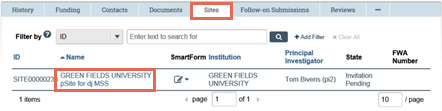 History Funding Contacts Documents Sites Follow-on Submissions Reviews
Filter by ID Enter text to search for + Add Filter × Clear All
ID Name SmartForm Institution Principal Investigator State FWA Number
SITE00000023 GREEN FIELDS UNIVERSITY pSite for dj MSS GREEN FIELDS UNIVERSITY Tom Bivens (pi2) Invitation Pending
1 items page 1 of 1 10 / page